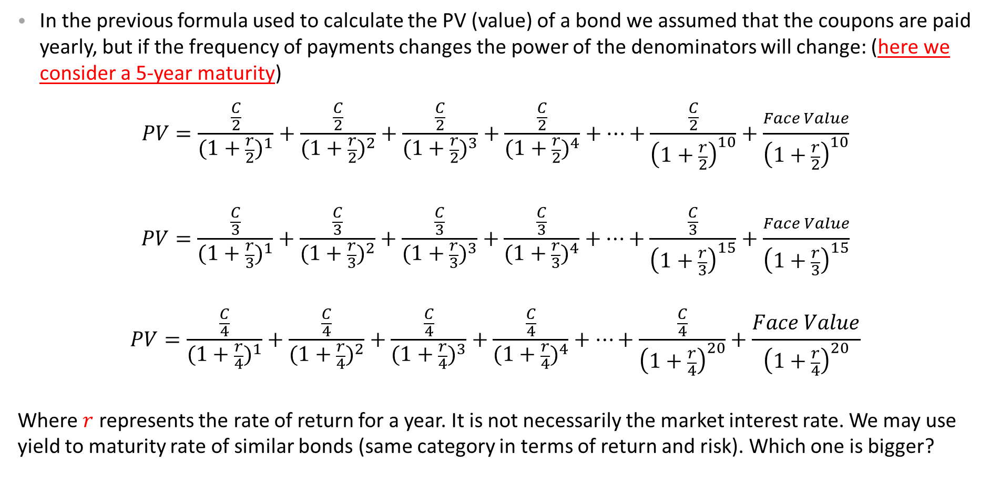 • In the previous formula used to calculate the PV (value) of a bond we assumed that the coupons are paid
yearly, but if the frequency of payments changes the power of the denominators will change: (here we
consider a 5-year maturity)
$PV = \frac{\frac{C}{2}}{(1+\frac{r}{2})^1} + \frac{\frac{C}{2}}{(1+\frac{r}{2})^2} + \frac{\frac{C}{2}}{(1+\frac{r}{2})^3} + \frac{\frac{C}{2}}{(1+\frac{r}{2})^4} + \cdots + \frac{\frac{C}{2}}{\left(1+\frac{r}{2}\right)^{10}} + \frac{Face\ Value}{\left(1+\frac{r}{2}\right)^{10}}$
$PV = \frac{\frac{C}{3}}{(1+\frac{r}{3})^1} + \frac{\frac{C}{3}}{(1+\frac{r}{3})^2} + \frac{\frac{C}{3}}{(1+\frac{r}{3})^3} + \frac{\frac{C}{3}}{(1+\frac{r}{3})^4} + \cdots + \frac{\frac{C}{3}}{\left(1+\frac{r}{3}\right)^{15}} + \frac{Face\ Value}{\left(1+\frac{r}{3}\right)^{15}}$
$PV = \frac{\frac{C}{4}}{(1+\frac{r}{4})^1} + \frac{\frac{C}{4}}{(1+\frac{r}{4})^2} + \frac{\frac{C}{4}}{(1+\frac{r}{4})^3} + \frac{\frac{C}{4}}{(1+\frac{r}{4})^4} + \cdots + \frac{\frac{C}{4}}{\left(1+\frac{r}{4}\right)^{20}} + \frac{Face\ Value}{\left(1+\frac{r}{4}\right)^{20}}$
Where r represents the rate of return for a year. It is not necessarily the market interest rate. We may use
yield to maturity rate of similar bonds (same category in terms of return and risk). Which one is bigger?